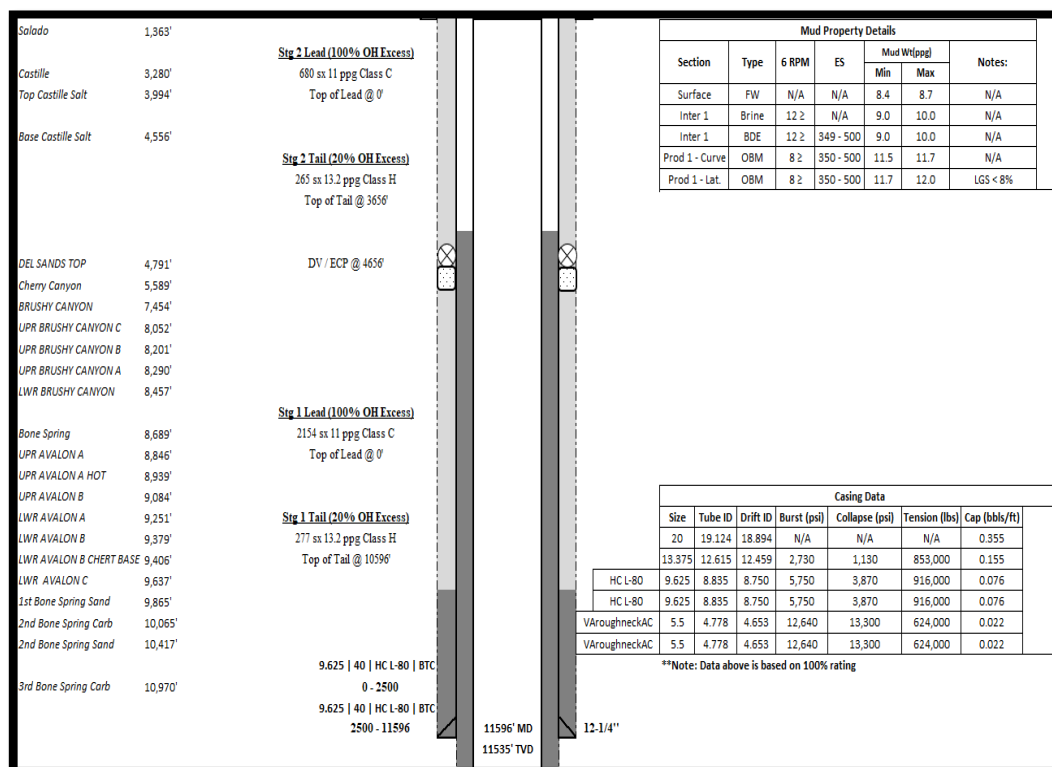 Salado 1,363'
Stg 2 Lead (100% OH Excess)
Castille 3,280'
680 sx 11 ppg Class C
Top Castille Salt 3,994'
Top of Lead @ 0'
Base Castille Salt 4,556'
Stg 2 Tail (20% OH Excess)
265 sx 13.2 ppg Class H
Top of Tail @ 3656'
DEL SANDS TOP 4,791'
DV / ECP @ 4656'
Cherry Canyon 5,589'
BRUSHY CANYON 7,454'
UPR BRUSHY CANYON C 8,052'
UPR BRUSHY CANYON B 8,201'
UPR BRUSHY CANYON A 8,290'
LWR BRUSHY CANYON 8,457'
Stg 1 Lead (100% OH Excess)
Bone Spring 8,689'
2154 sx 11 ppg Class C
UPR AVALON A 8,846'
Top of Lead @ 0'
UPR AVALON A HOT 8,939'
UPR AVALON B 9,084'
LWR AVALON A 9,251'
Stg 1 Tail (20% OH Excess)
LWR AVALON B 9,379'
277 sx 13.2 ppg Class H
LWR AVALON B CHERT BASE 9,406'
Top of Tail @ 10596'
LWR AVALON C 9,637'
1st Bone Spring Sand 9,865'
2nd Bone Spring Carb 10,065'
2nd Bone Spring Sand 10,417'
9.625 | 40 | HC L-80 | BTC
3rd Bone Spring Carb 10,970'
0 - 2500
9.625 | 40 | HC L-80 | BTC
2500 - 11596
11596' MD
12-1/4''
11535' TVD
Mud Property Details
Section Type 6 RPM ES Mud Wt(ppg) Notes:
Min Max
Surface FW N/A N/A 8.4 8.7 N/A
Inter 1 Brine 12 ≥ N/A 9.0 10.0 N/A
Inter 1 BDE 12 ≥ 349 - 500 9.0 10.0 N/A
Prod 1 - Curve OBM 8 ≥ 350 - 500 11.5 11.7 N/A
Prod 1 - Lat. OBM 8 ≥ 350 - 500 11.7 12.0 LGS < 8%
Casing Data
Size Tube ID Drift ID Burst (psi) Collapse (psi) Tension (lbs) Cap (bbls/ft)
20 19.124 18.894 N/A N/A N/A 0.355
13.375 12.615 12.459 2,730 1,130 853,000 0.155
HC L-80 9.625 8.835 8.750 5,750 3,870 916,000 0.076
HC L-80 9.625 8.835 8.750 5,750 3,870 916,000 0.076
VAroughneckAC 5.5 4.778 4.653 12,640 13,300 624,000 0.022
VAroughneckAC 5.5 4.778 4.653 12,640 13,300 624,000 0.022
**Note: Data above is based on 100% rating